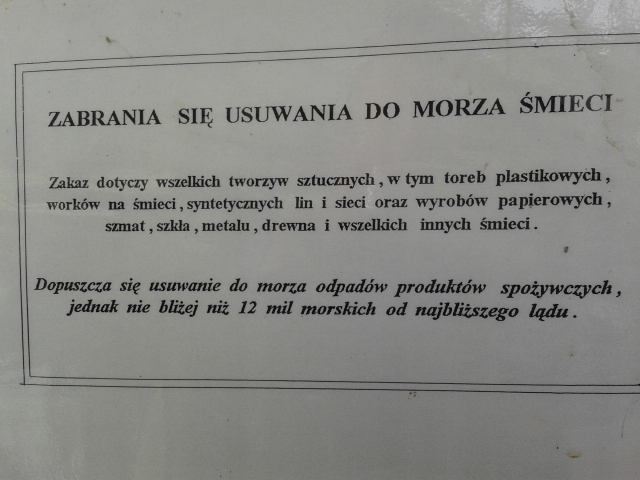 ZABRANIA SIĘ USUWANIA DO MORZA ŚMIECI
Zakaz dotyczy wszelkich tworzyw sztucznych, w tym toreb plastikowych,
worków na śmieci, syntetycznych lin i sieci oraz wyrobów papierowych,
szmat, szkła, metalu, drewna i wszelkich innych śmieci.
Dopuszcza się usuwanie do morza odpadów produktów spożywczych,
jednak nie bliżej niż 12 mil morskich od najbliższego lądu.